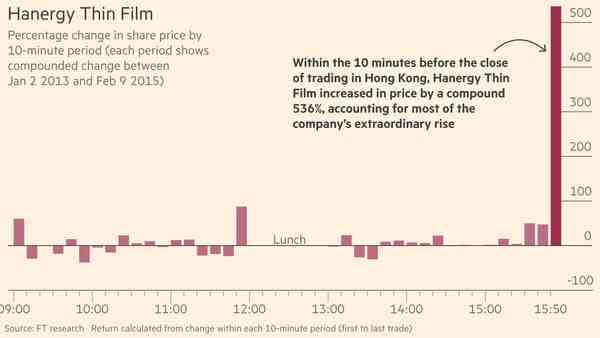 Hanergy Thin Film
Percentage change in share price by
10-minute period (each period shows
compounded change between
Jan 2 2013 and Feb 9 2015)
Within the 10 minutes before the close
of trading in Hong Kong, Hanergy Thin
Film increased in price by a compound
536%, accounting for most of the
company's extraordinary rise
500
400
300
200
100
0
-100
Lunch
09:00 10:00 11:00 12:00 13:00 14:00 15:00 15:50
Source: FT research Return calculated from change within each 10-minute period (first to last trade)